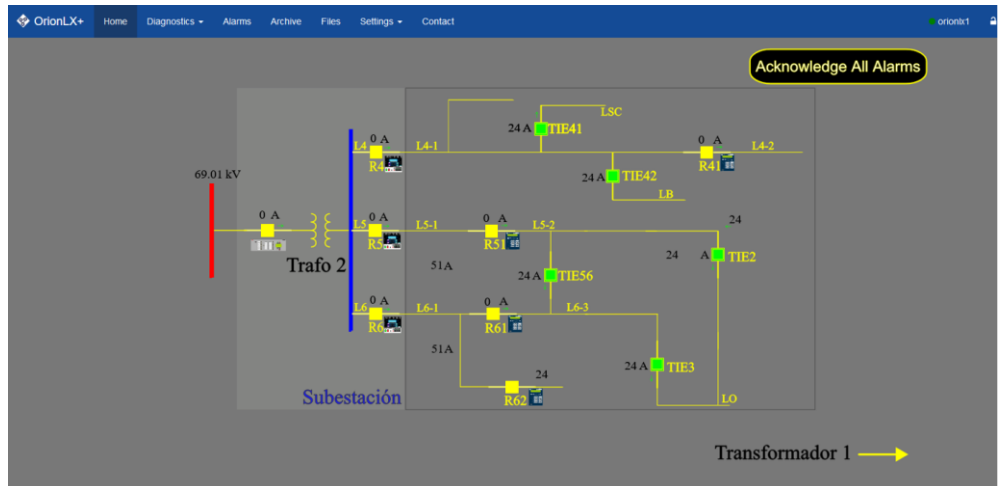 OrionLX+ Home Diagnostics Alarms Archive Files Settings Contact orionlx1
Acknowledge All Alarms
LSC
24 A TIE41
0 A
L4 L4-1
R4
0 A
L4-2
R41
69.01 kV
24 A TIE42
LB
0 A
0 A
L5 L5-1
R5
0 A
L5-2
R51
24
Trafo 2
51A
24 A TIE56
24 A TIE2
0 A
L6 L6-1
R6
0 A
L6-3
R61
51A
24 A TIE3
24
R62
LO
Subestación
Transformador 1